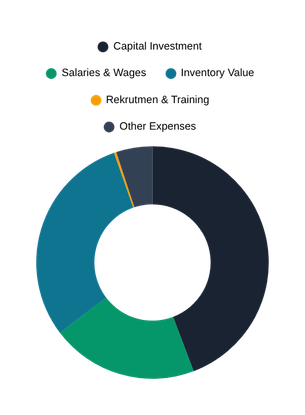 Capital Investment
Salaries & Wages Inventory Value
Rekrutmen & Training
Other Expenses